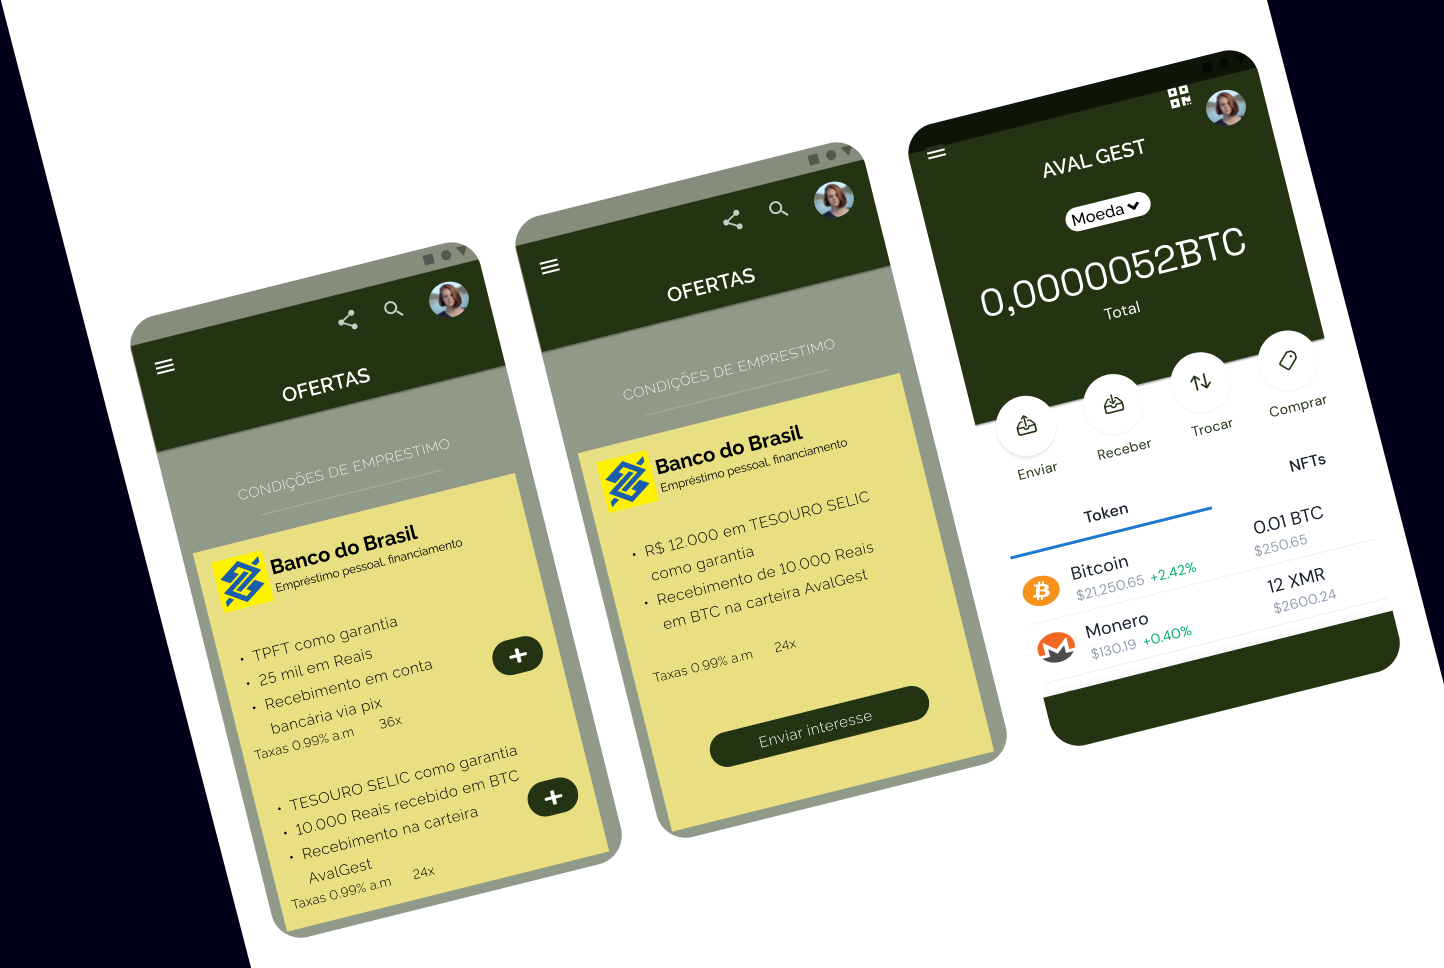 OFERTAS
CONDIÇÕES DE EMPRESTIMO
Banco do Brasil
Empréstimo pessoal, financiamento
• TPFT como garantia
• 25 mil em Reais
• Recebimento em conta
bancária via pix
Taxas 0.99% a.m 36x
• TESOURO SELIC como garantia
• 10.000 Reais recebido em BTC
• Recebimento na carteira
AvalGest
Taxas 0.99% a.m 24x
OFERTAS
CONDIÇÕES DE EMPRESTIMO
Banco do Brasil
Empréstimo pessoal, financiamento
• R$ 12.000 em TESOURO SELIC
como garantia
• Recebimento de 10.000 Reais
em BTC na carteira AvalGest
Taxas 0.99% a.m 24x
Enviar interesse
AVAL GEST
Moeda
0,0000052BTC
Total
Enviar
Receber
Trocar
Comprar
Token
NFTs
Bitcoin
0.01 BTC
$21,250.65 +2.42%
$250.65
Monero
12 XMR
$130.19 +0.40%
$2600.24